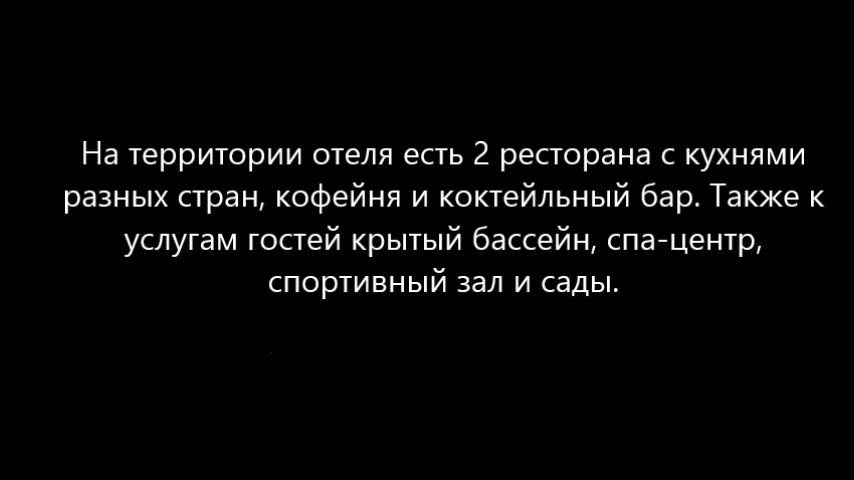 На территории отеля есть 2 ресторана с кухнями
разных стран, кофейня и коктейльный бар. Также к
услугам гостей крытый бассейн, спа-центр,
спортивный зал и сады.